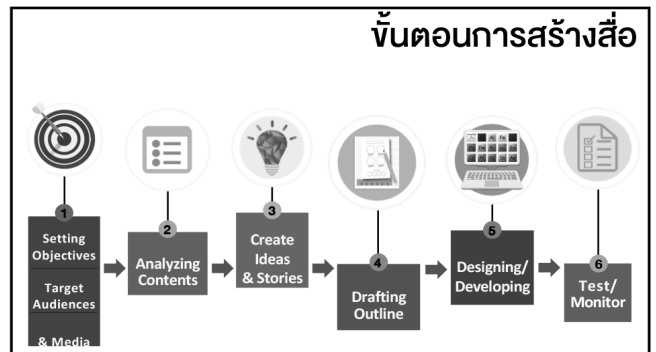 ขั้นตอนการสร้างสื่อ
1
Setting
Objectives
Target
Audiences
& Media
2
Analyzing
Contents
3
Create
Ideas
& Stories
4
Drafting
Outline
5
Designing/
Developing
6
Test/
Monitor